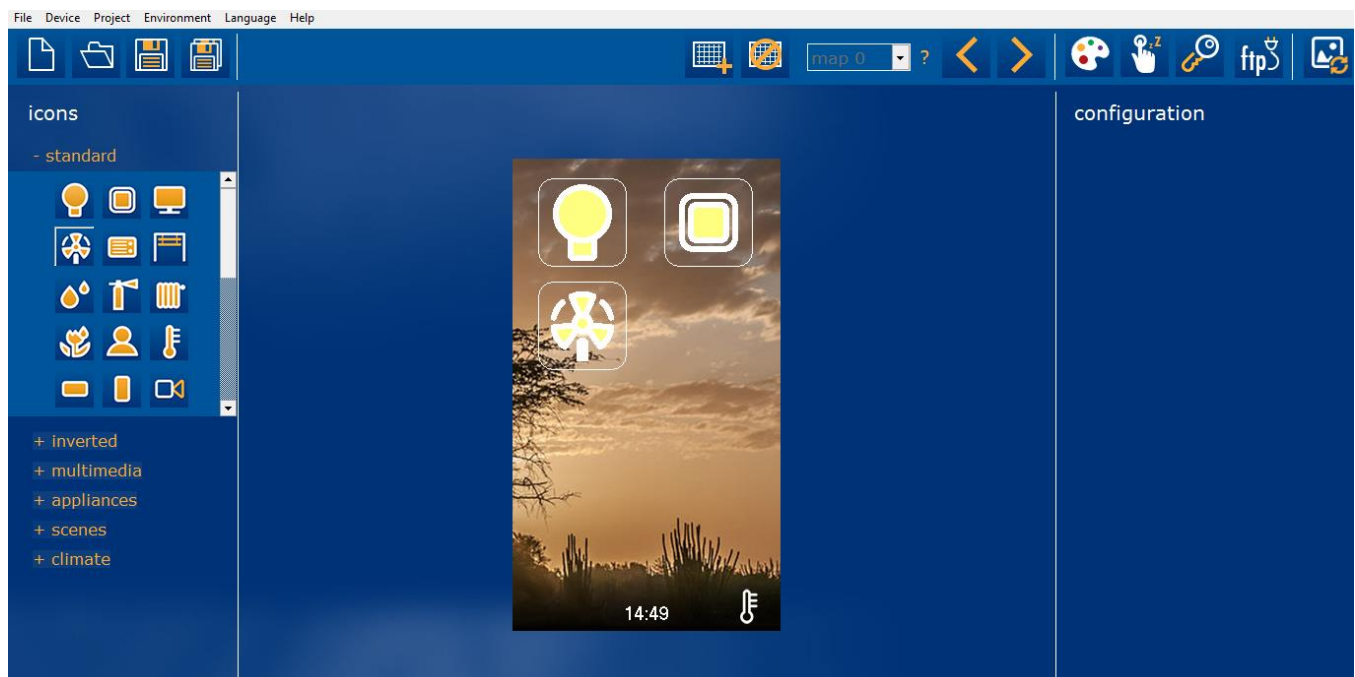 File Device Project Environment Language Help
map 0 ?
z Z
ftp
icons
configuration
- standard
+ inverted
+ multimedia
+ appliances
+ scenes
+ climate
14:49